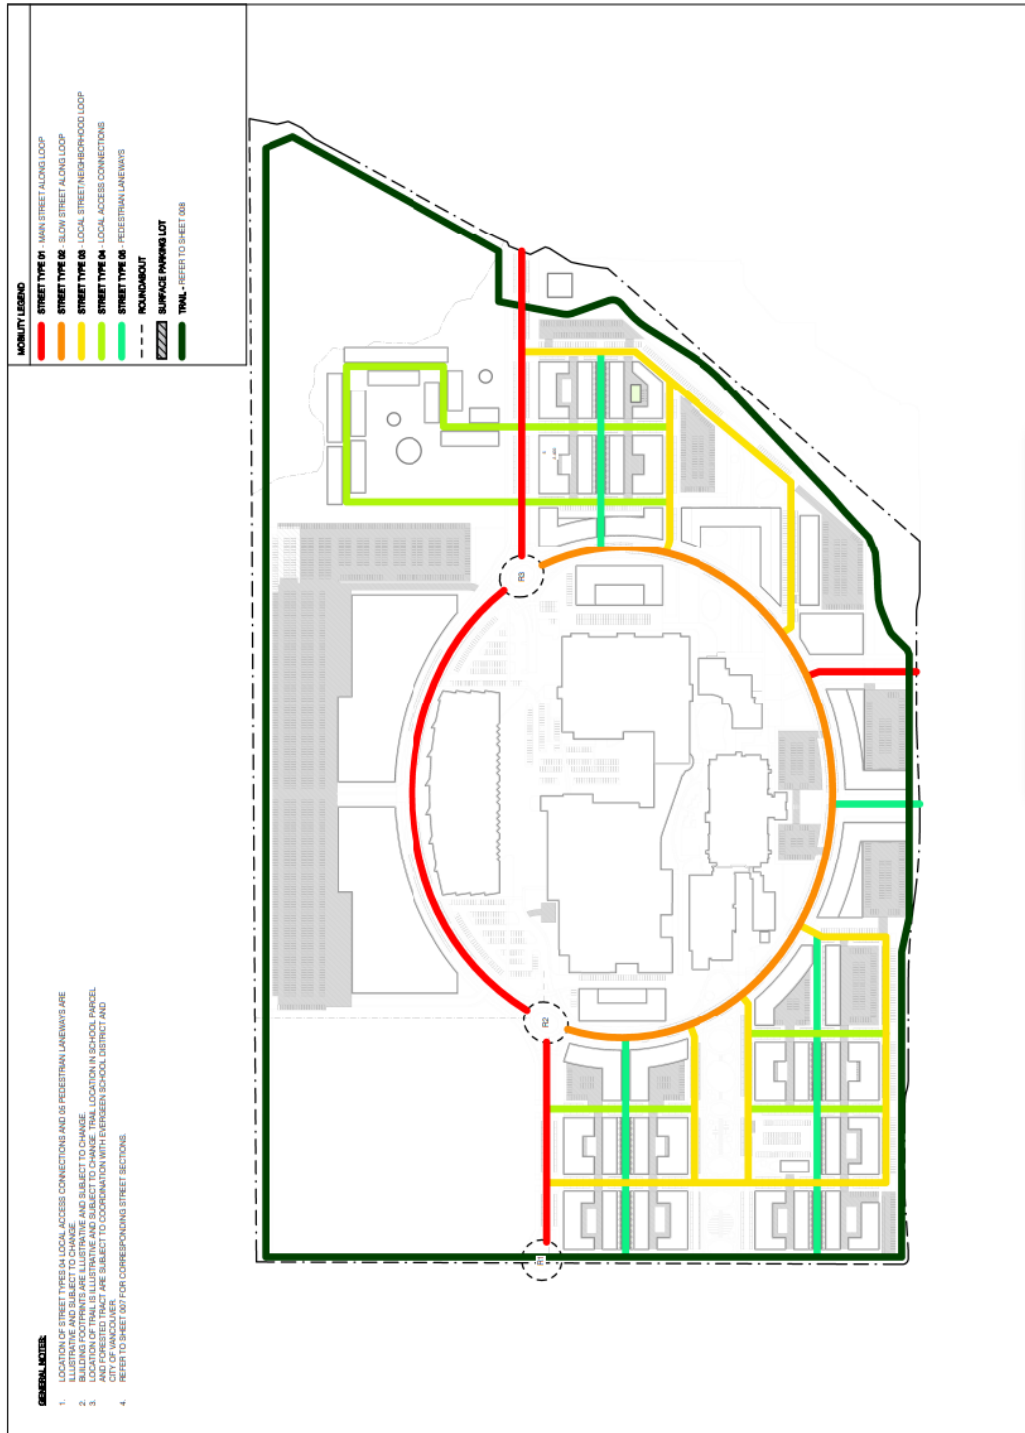 MOBILITY LEGEND
STREET TYPE 01 - MAIN STREET ALONG LOOP
STREET TYPE 02 - SLOW STREET ALONG LOOP
STREET TYPE 03 - LOCAL STREET/NEIGHBORHOOD LOOP
STREET TYPE 04 - LOCAL ACCESS CONNECTIONS
STREET TYPE 05 - PEDESTRIAN LANEWAYS
ROUNDABOUT
SURFACE PARKING LOT
TRAIL - REFER TO SHEET 008
R3
R2
R1
GENERAL NOTES:
1. LOCATION OF STREET TYPES 04 LOCAL ACCESS CONNECTIONS AND 05 PEDESTRIAN LANEWAYS ARE
ILLUSTRATIVE AND SUBJECT TO CHANGE.
2. BUILDING FOOTPRINTS ARE ILLUSTRATIVE AND SUBJECT TO CHANGE.
3. LOCATION OF TRAIL IS ILLUSTRATIVE AND SUBJECT TO CHANGE. TRAIL LOCATION IN SCHOOL PARCEL
AND FORESTED TRACT ARE SUBJECT TO COORDINATION WITH EVERGREEN SCHOOL DISTRICT AND
CITY OF VANCOUVER.
4. REFER TO SHEET 007 FOR CORRESPONDING STREET SECTIONS.